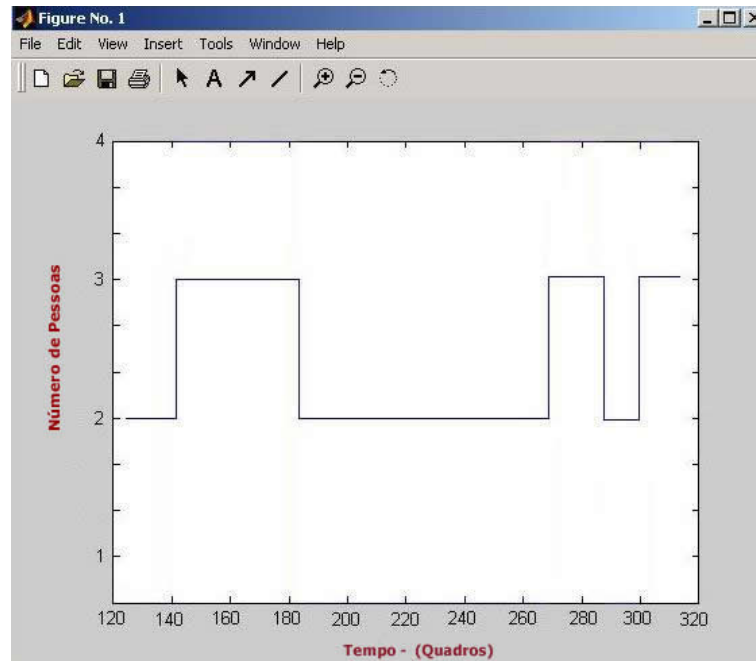 Figure No. 1
File Edit View Insert Tools Window Help
A
4
3
2
1
Número de Pessoas
120 140 160 180 200 220 240 260 280 300 320
Tempo - (Quadros)